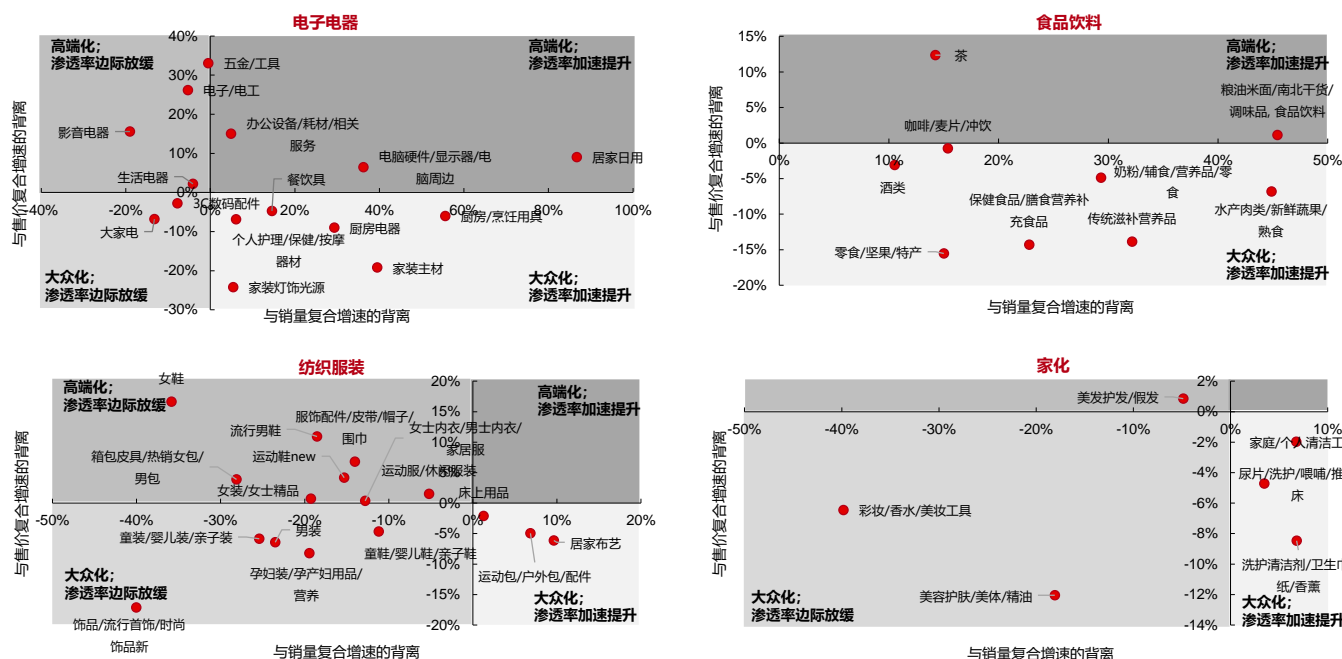 电子电器
40%
高端化；
渗透率边际放缓
高端化；
渗透率加速提升
30%
五金/工具
电子/电工
20%
影音电器
办公设备/耗材/相关
服务
10%
电脑硬件/显示器/电
脑周边
居家日用
生活电器
餐饮具
0%
-40%
-20%
0%
20%
40%
60%
80%
100%
3C数码配件
大家电
个人护理/保健/按摩
器材
厨房电器
厨房/烹饪用具
-10%
家装主材
-20%
家装灯饰光源
大众化；
渗透率边际放缓
大众化；
渗透率加速提升
-30%
与售价复合增速的背离
与销量复合增速的背离
食品饮料
15%
高端化；
渗透率加速提升
茶
10%
粮油米面/南北干货/
调味品, 食品饮料
5%
咖啡/麦片/冲饮
0%
0%
10%
20%
30%
40%
50%
酒类
奶粉/辅食/营养品/零
食
-5%
保健食品/膳食营养补
充食品
传统滋补营养品
水产肉类/新鲜蔬果/
熟食
-10%
零食/坚果/特产
-15%
大众化；
渗透率加速提升
-20%
与售价复合增速的背离
与销量复合增速的背离
纺织服装
女鞋
20%
高端化；
渗透率边际放缓
高端化；
渗透率加速提升
15%
服饰配件/皮带/帽子/
围巾
流行男鞋
10%
女士内衣/男士内衣/
家居服
箱包皮具/热销女包/
男包
运动鞋new
运动服/休闲服装
5%
女装/女士精品
床上用品
0%
-50%
-40%
-30%
-20%
-10%
0%
10%
20%
童装/婴儿装/亲子装
男装
童鞋/婴儿鞋/亲子鞋
居家布艺
-5%
孕妇装/孕产妇用品/
营养
运动包/户外包/配件
-10%
大众化；
渗透率边际放缓
大众化；
渗透率加速提升
-15%
饰品/流行首饰/时尚
饰品新
-20%
与售价复合增速的背离
与销量复合增速的背离
家化
2%
美发护发/假发
0%
-50%
-40%
-30%
-20%
-10%
0%
10%
-2%
家庭/个人清洁工
-4%
尿片/洗护/喂哺/推
床
-6%
彩妆/香水/美妆工具
-8%
-10%
洗护清洁剂/卫生巾
纸/香薰
美容护肤/美体/精油
-12%
大众化；
渗透率边际放缓
大众化；
渗透率加速提升
-14%
与售价复合增速的背离
与销量复合增速的背离